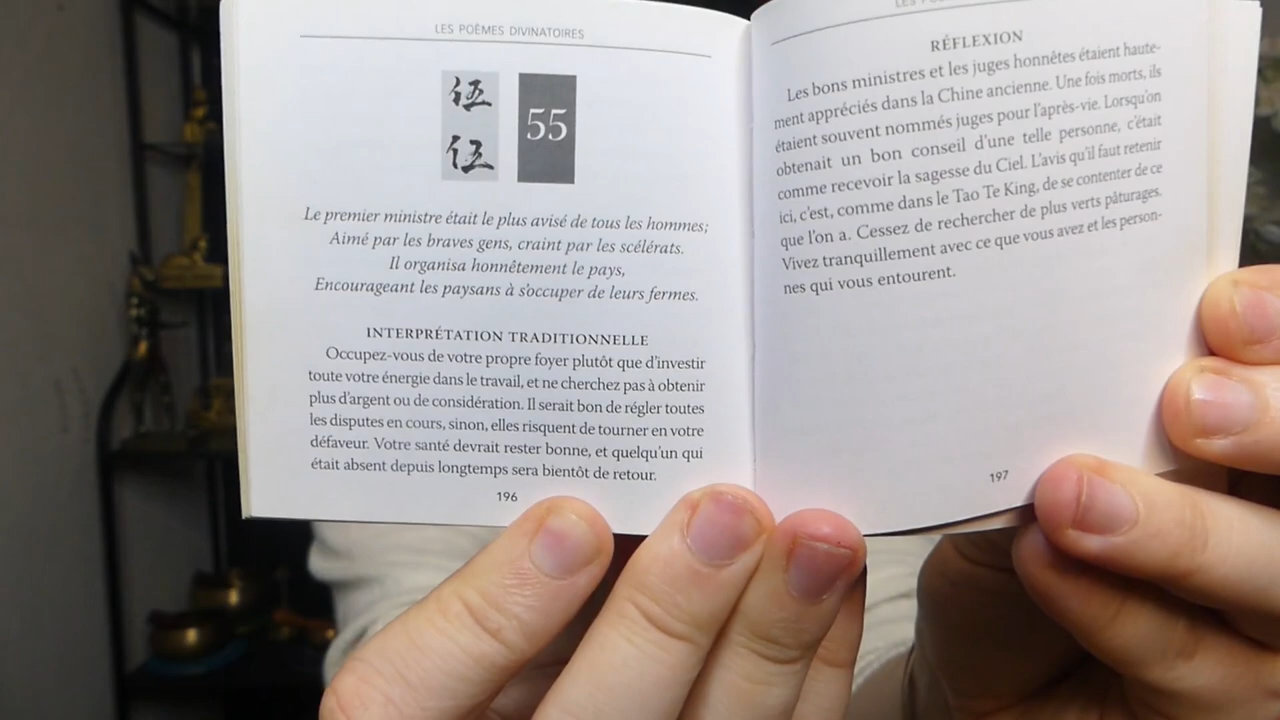 LES POÈMES DIVINATOIRES
伍
伍
55
Le premier ministre était le plus avisé de tous les hommes;
Aimé par les braves gens, craint par les scélérats.
Il organisa honnêtement le pays,
Encourageant les paysans à s'occuper de leurs fermes.
INTERPRÉTATION TRADITIONNELLE
Occupez-vous de votre propre foyer plutôt que d'investir
toute votre énergie dans le travail, et ne cherchez pas à obtenir
plus d'argent ou de considération. Il serait bon de régler toutes
les disputes en cours, sinon, elles risquent de tourner en votre
défaveur. Votre santé devrait rester bonne, et quelqu'un qui
était absent depuis longtemps sera bientôt de retour.
196
RÉFLEXION
Les bons ministres et les juges honnêtes étaient haute-
ment appréciés dans la Chine ancienne. Une fois morts, ils
étaient souvent nommés juges pour l'après-vie. Lorsqu'on
obtenait un bon conseil d'une telle personne, c'était
comme recevoir la sagesse du Ciel. L'avis qu'il faut retenir
ici, c'est, comme dans le Tao Te King, de se contenter de ce
que l'on a. Cessez de rechercher de plus verts pâturages.
Vivez tranquillement avec ce que vous avez et les person-
nes qui vous entourent.
197